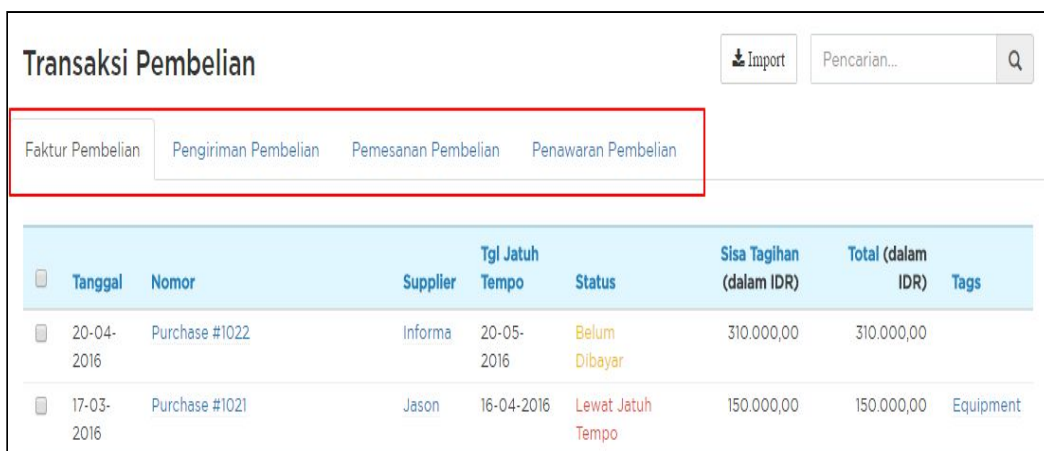 Transaksi Pembelian
Import
Pencarian...
Faktur Pembelian Pengiriman Pembelian Pemesanan Pembelian Penawaran Pembelian
Tanggal Nomor Supplier Tgl Jatuh Tempo Status Sisa Tagihan (dalam IDR) Total (dalam IDR) Tags
20-04-2016 Purchase #1022 Informa 20-05-2016 Belum Dibayar 310.000,00 310.000,00
17-03-2016 Purchase #1021 Jason 16-04-2016 Lewat Jatuh Tempo 150.000,00 150.000,00 Equipment